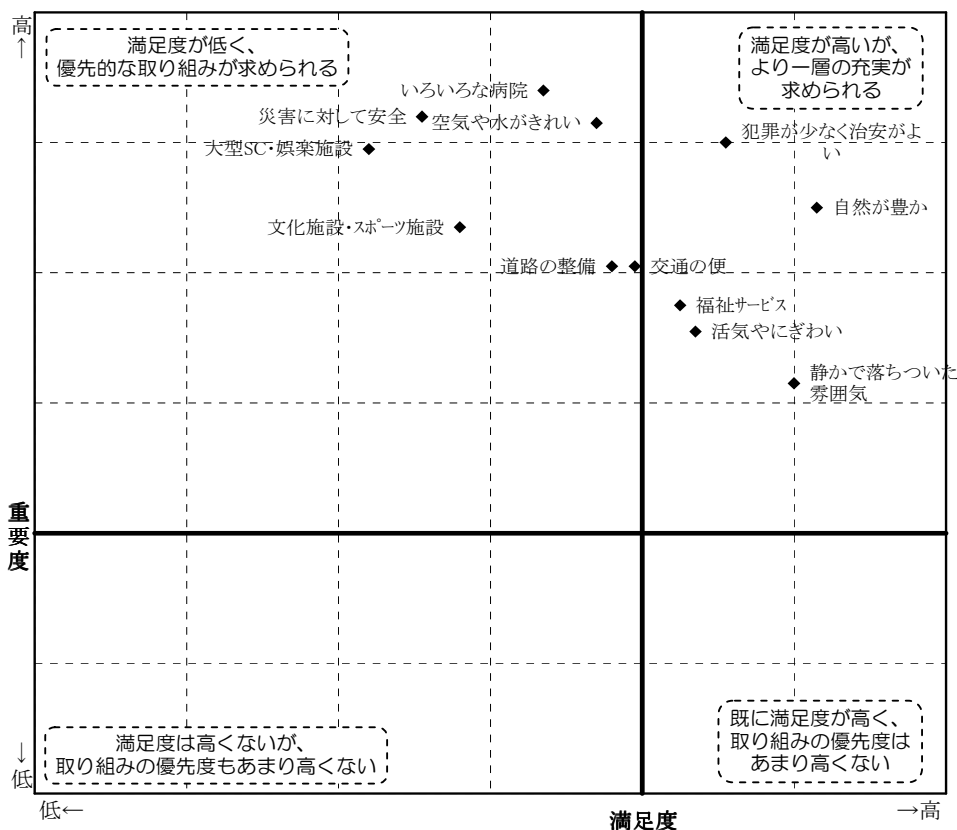 高
↑
満足度が低く、
優先的な取り組みが求められる
満足度が高いが、
より一層の充実が
求められる
いろいろな病院
災害に対して安全
空気や水がきれい
犯罪が少なく治安がよ
い
大型SC・娯楽施設
自然が豊か
文化施設・スポーツ施設
道路の整備
交通の便
福祉サービス
活気やにぎわい
静かで落ちついた
雰囲気
重要度
満足度は高くないが、
取り組みの優先度もあまり高くない
既に満足度が高く、
取り組みの優先度は
あまり高くない
↓
低
低←
満足度
→高